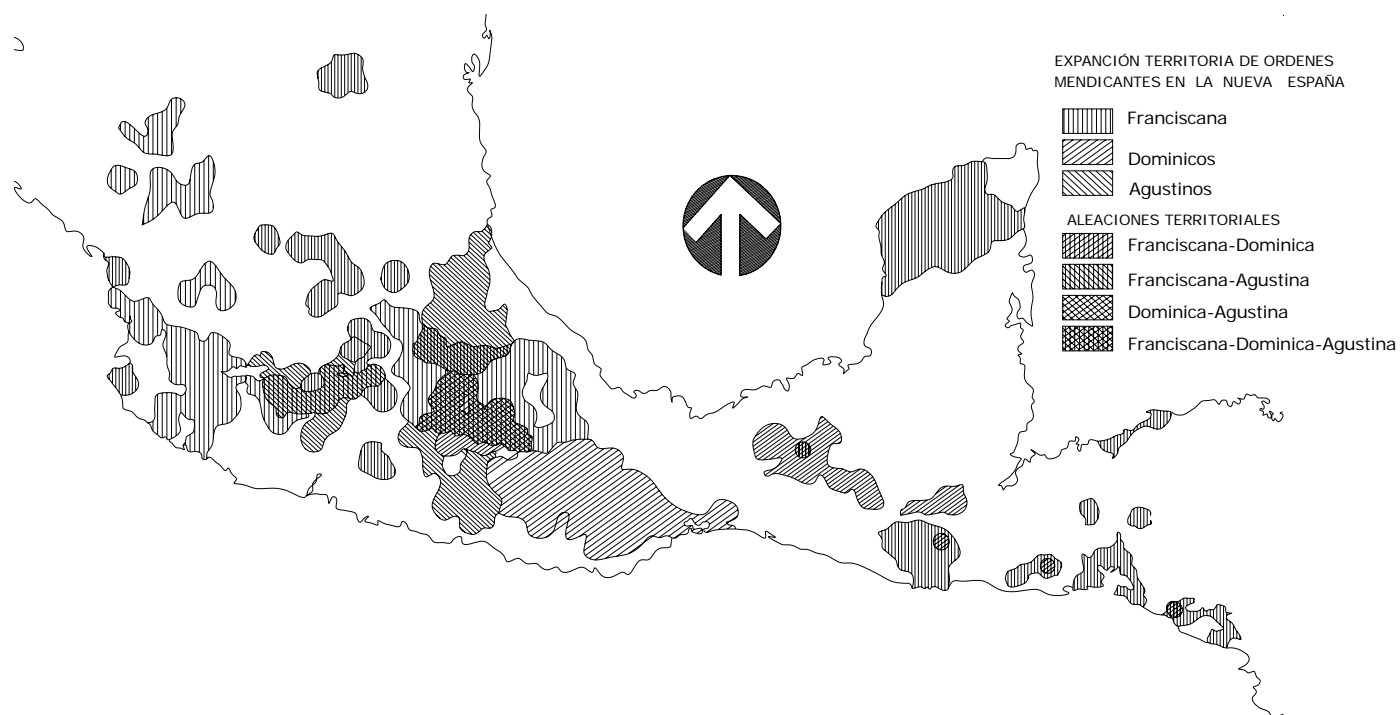 EXPANCIÓN TERRITORIA DE ORDENES
MENDICANTES EN LA NUEVA ESPAÑA
Franciscana
Dominicos
Agustinos
ALEACIONES TERRITORIALES
Franciscana-Dominica
Franciscana-Agustina
Dominica-Agustina
Franciscana-Dominica-Agustina